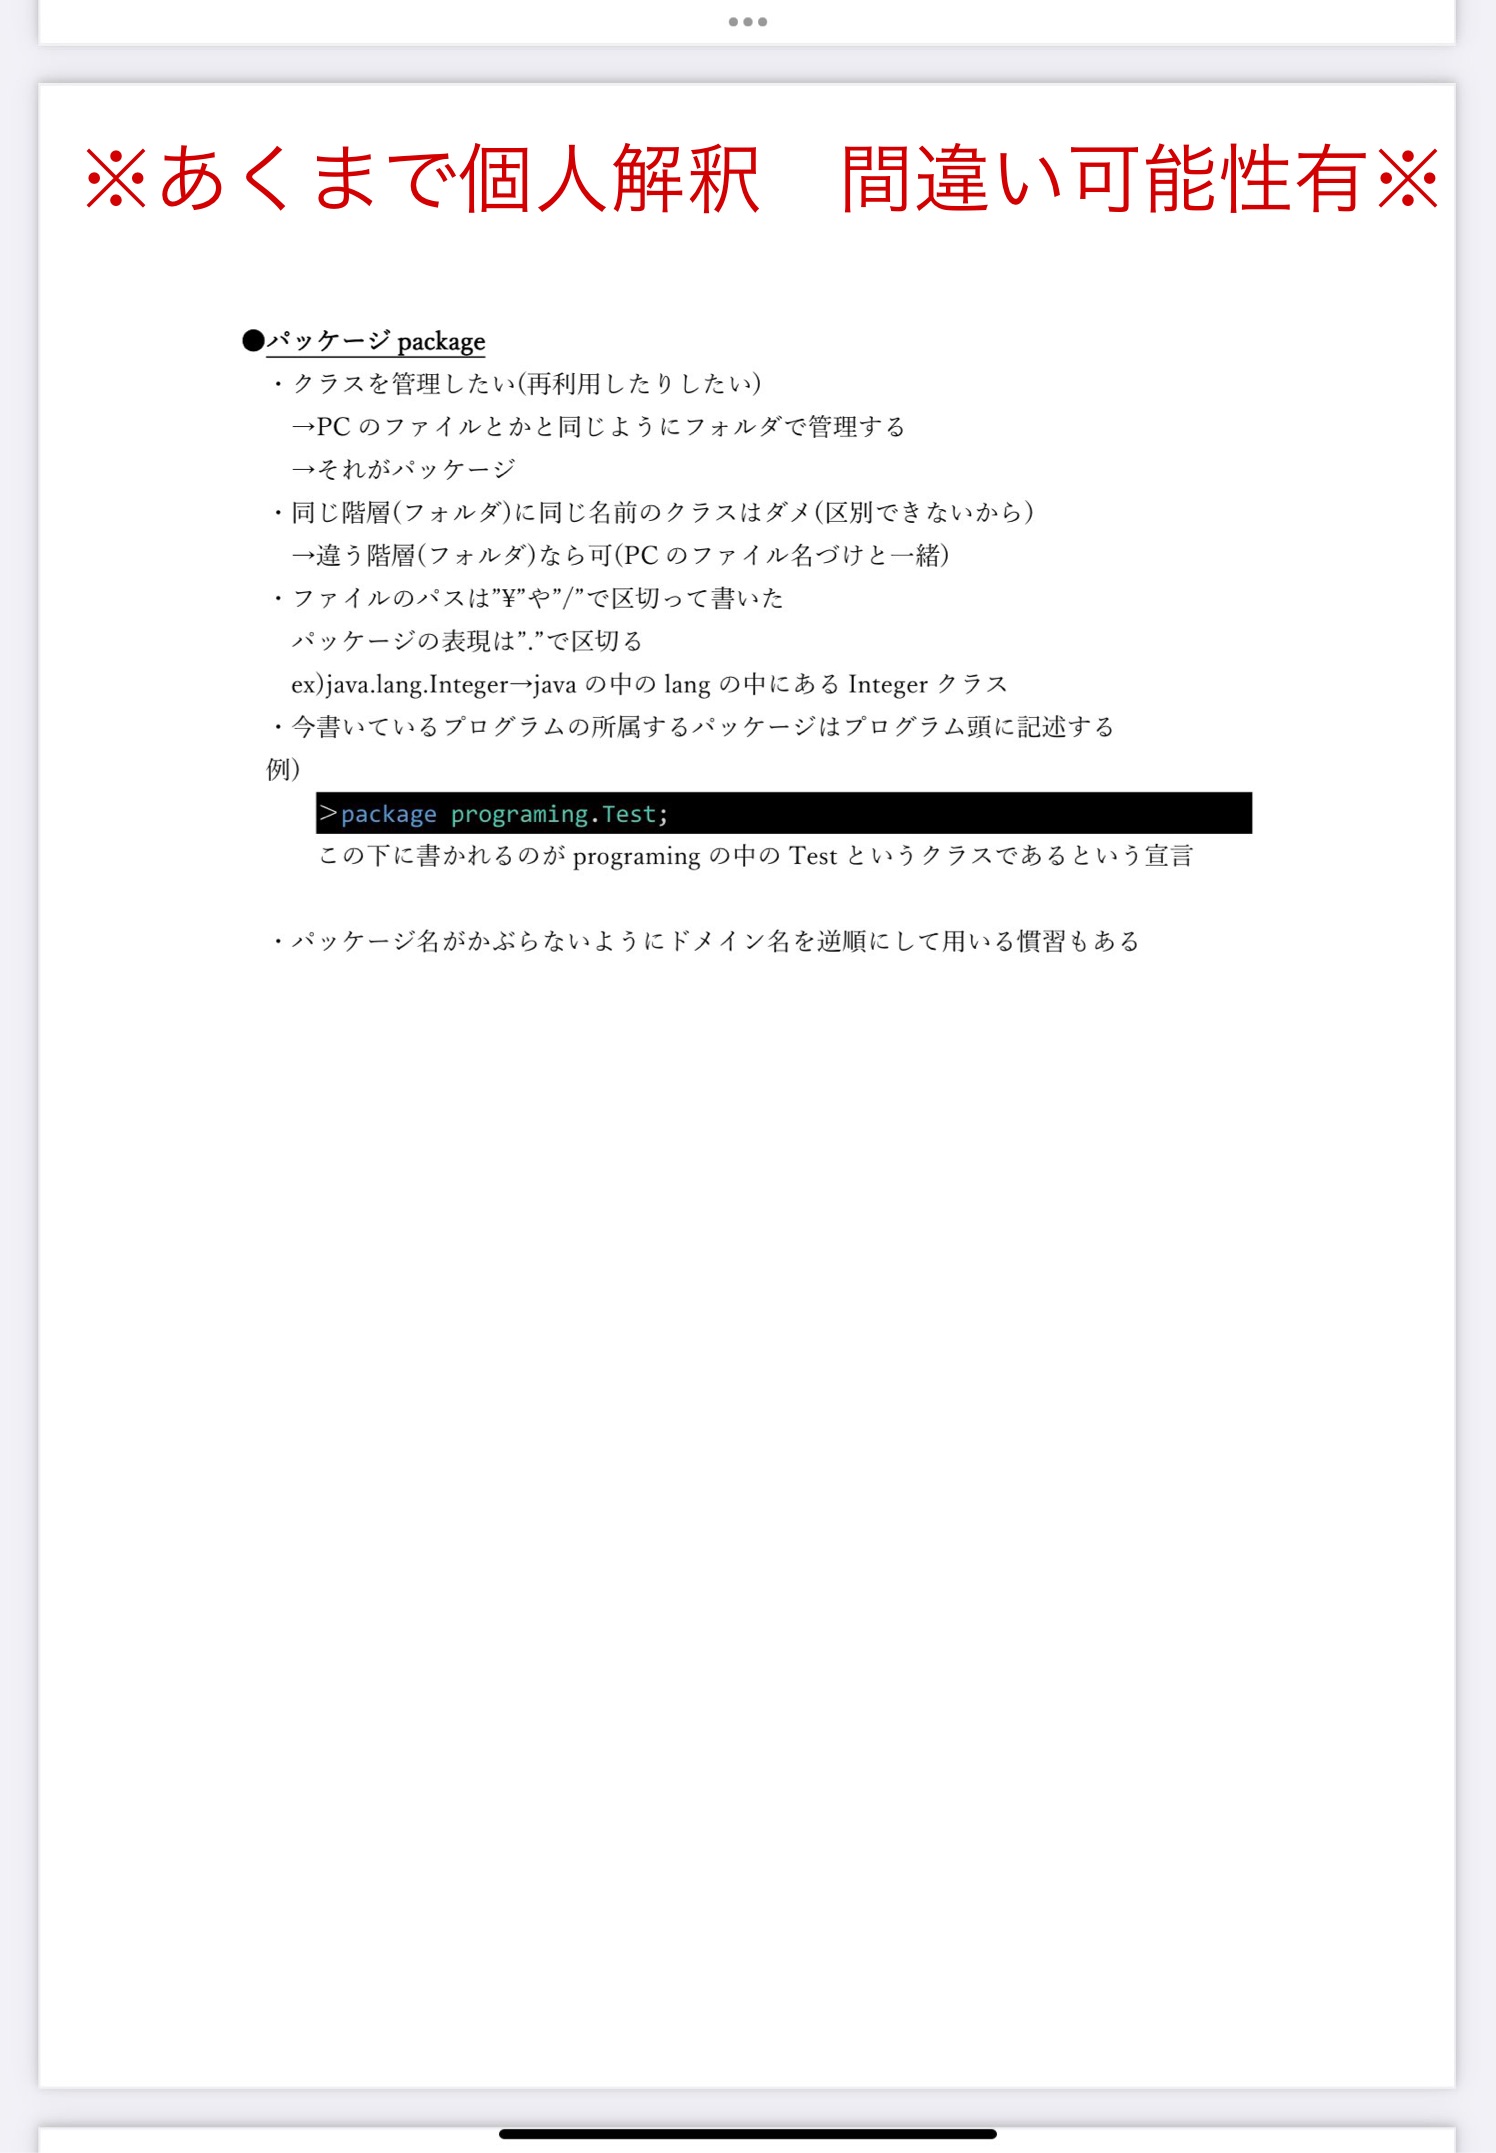 ※あくまで個人解釈　間違い可能性有※
●パッケージ package
・クラスを管理したい(再利用したりしたい)
→PC のファイルとかと同じようにフォルダで管理する
→それがパッケージ
・同じ階層(フォルダ)に同じ名前のクラスはダメ(区別できないから)
→違う階層(フォルダ)なら可(PC のファイル名づけと一緒)
・ファイルのパスは”¥”や”/”で区切って書いた
パッケージの表現は”.”で区切る
ex)java.lang.Integer→java の中の lang の中にある Integer クラス
・今書いているプログラムの所属するパッケージはプログラム頭に記述する
例)
＞package programing.Test;
この下に書かれるのが programing の中の Test というクラスであるという宣言
・パッケージ名がかぶらないようにドメイン名を逆順にして用いる慣習もある